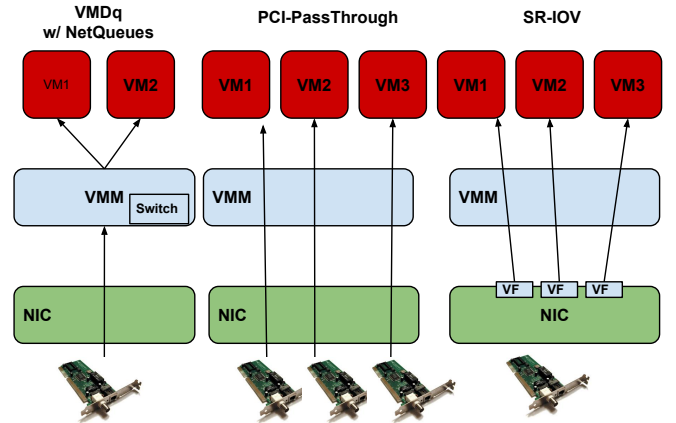 VMDq
w/ NetQueues
PCI-PassThrough
SR-IOV
VM1
VM2
VM1
VM2
VM3
VM1
VM2
VM3
VMM
Switch
VMM
VMM
NIC
NIC
VF
VF
VF
NIC